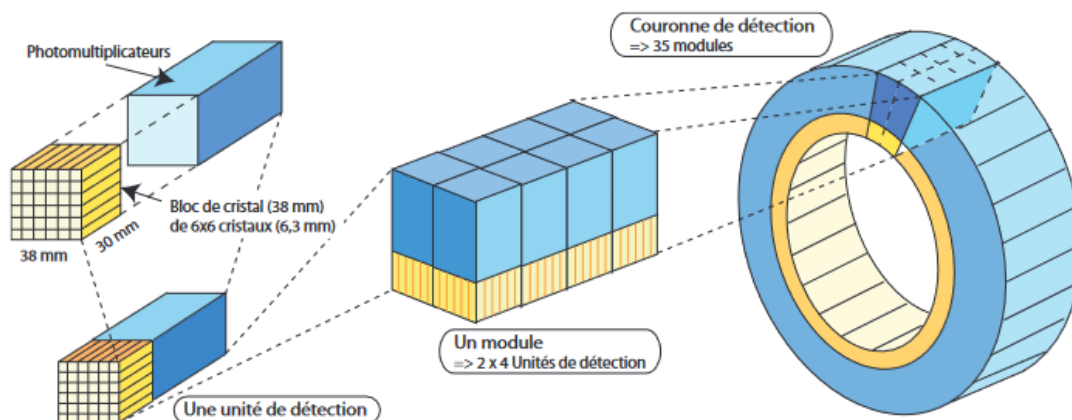 Photomultiplicateurs
Bloc de cristal (38 mm)
de 6x6 cristaux (6,3 mm)
30 mm
38 mm
Une unité de détection
Un module
=> 2 x 4 Unités de détection
Couronne de détection
=> 35 modules